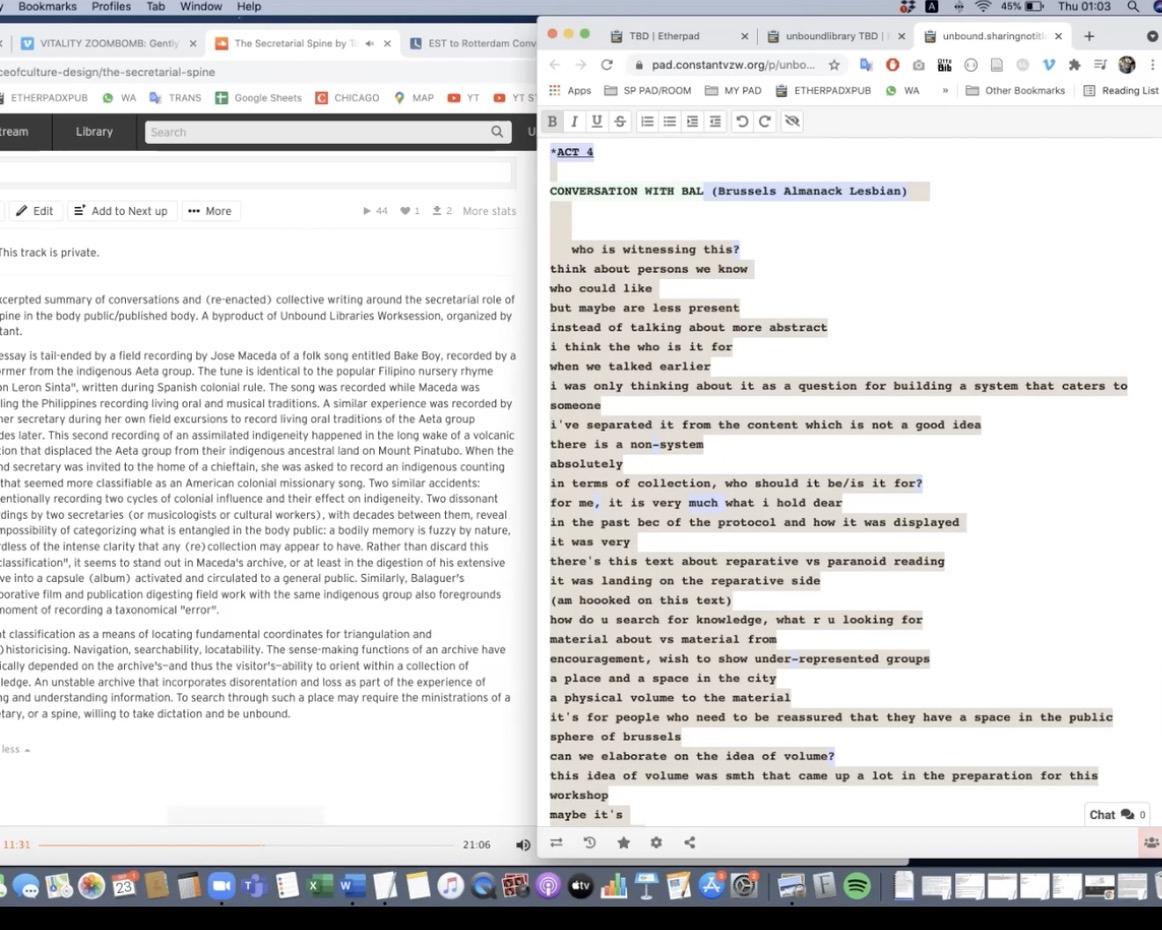 Bookmarks Profiles Tab Window Help
45% Thu 01:03
VITALITY ZOOMBOMB: Gently
The Secretarial Spine by T
EST to Rotterdam Conv
ceofculture-design/the-secretarial-spine
ETHERPADXPUB WA TRANS Google Sheets CHICAGO MAP YT YT S
ream Library Search
Edit Add to Next up More 44 1 2 More stats
This track is private.
xcerpted summary of conversations and (re-enacted) collective writing around the secretarial role of
pine in the body public/published body. A byproduct of Unbound Libraries Worksession, organized by
tant.
essay is tail-ended by a field recording by Jose Maceda of a folk song entitled Bake Boy, recorded by a
ormer from the indigenous Aeta group. The tune is identical to the popular Filipino nursery rhyme
on Leron Sinta", written during Spanish colonial rule. The song was recorded while Maceda was
ling the Philippines recording living oral and musical traditions. A similar experience was recorded by
her secretary during her own field excursions to record living oral traditions of the Aeta group
des later. This second recording of an assimilated indigeneity happened in the long wake of a volcanic
tion that displaced the Aeta group from their indigenous ancestral land on Mount Pinatubo. When the
nd secretary was invited to the home of a chieftain, she was asked to record an indigenous counting
that seemed more classifiable as an American colonial missionary song. Two similar accidents:
entionally recording two cycles of colonial influence and their effect on indigeneity. Two dissonant
rdings by two secretaries (or musicologists or cultural workers), with decades between them, reveal
mpossibility of categorizing what is entangled in the body public: a bodily memory is fuzzy by nature,
rdless of the intense clarity that any (re)collection may appear to have. Rather than discard this
classification", it seems to stand out in Maceda's archive, or at least in the digestion of his extensive
ve into a capsule (album) activated and circulated to a general public. Similarly, Balaguer's
porative film and publication digesting field work with the same indigenous group also foregrounds
moment of recording a taxonomical "error".
nt classification as a means of locating fundamental coordinates for triangulation and
)historicising. Navigation, searchability, locatability. The sense-making functions of an archive have
ically depended on the archive's—and thus the visitor's—ability to orient within a collection of
ledge. An unstable archive that incorporates disorentation and loss as part of the experience of
ng and understanding information. To search through such a place may require the ministrations of a
etary, or a spine, willing to take dictation and be unbound.
less
11:31 21:06
TBD | Etherpad
unboundlibrary TBD |
unbound.sharingnotitl
pad.constantvzw.org/p/unbo...
Apps SP PAD/ROOM MY PAD ETHERPADXPUB WA » Other Bookmarks Reading List
B I U S
*ACT 4
CONVERSATION WITH BAL (Brussels Almanack Lesbian)
who is witnessing this?
think about persons we know
who could like
but maybe are less present
instead of talking about more abstract
i think the who is it for
when we talked earlier
i was only thinking about it as a question for building a system that caters to
someone
i've separated it from the content which is not a good idea
there is a non-system
absolutely
in terms of collection, who should it be/is it for?
for me, it is very much what i hold dear
in the past bec of the protocol and how it was displayed
it was very
there's this text about reparative vs paranoid reading
it was landing on the reparative side
(am hoooked on this text)
how do u search for knowledge, what r u looking for
material about vs material from
encouragement, wish to show under-represented groups
a place and a space in the city
a physical volume to the material
it's for people who need to be reassured that they have a space in the public
sphere of brussels
can we elaborate on the idea of volume?
this idea of volume was smth that came up a lot in the preparation for this
workshop
maybe it's
Chat 0
23
tv